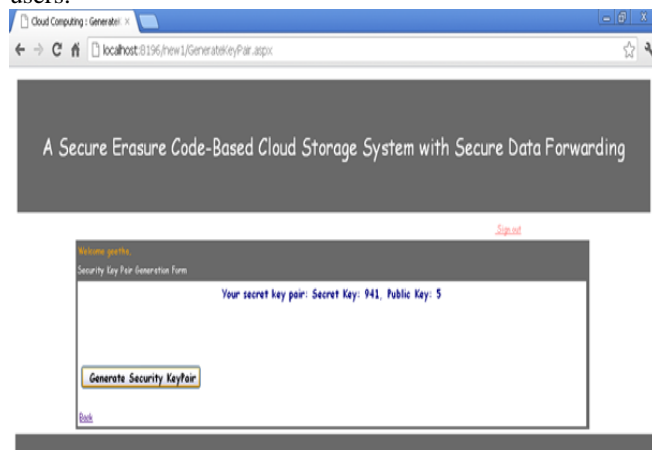 users.
Cloud Computing : Generatel ×
localhost:8196/new1/GenerateKeyPair.aspx
A Secure Erasure Code-Based Cloud Storage System with Secure Data Forwarding
Sign out
Welcome geetha,
Security Key Pair Generation Form
Your secret key pair: Secret Key: 941, Public Key: 5
Generate Security KeyPair
Back